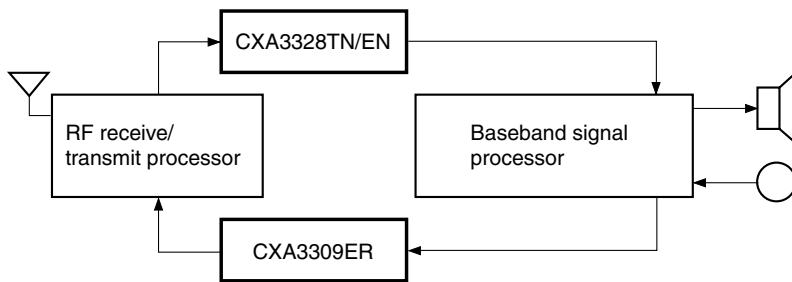 CXA3328TN/EN
RF receive/
transmit processor
Baseband signal
processor
CXA3309ER